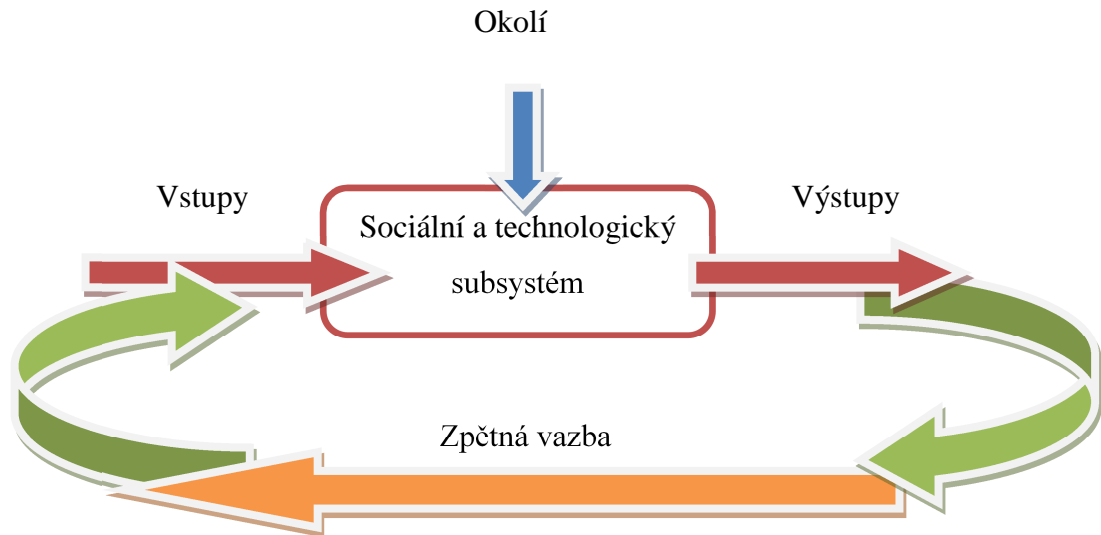 Okolí
Vstupy
Výstupy
Sociální a technologický
subsystém
Zpčtná vazba